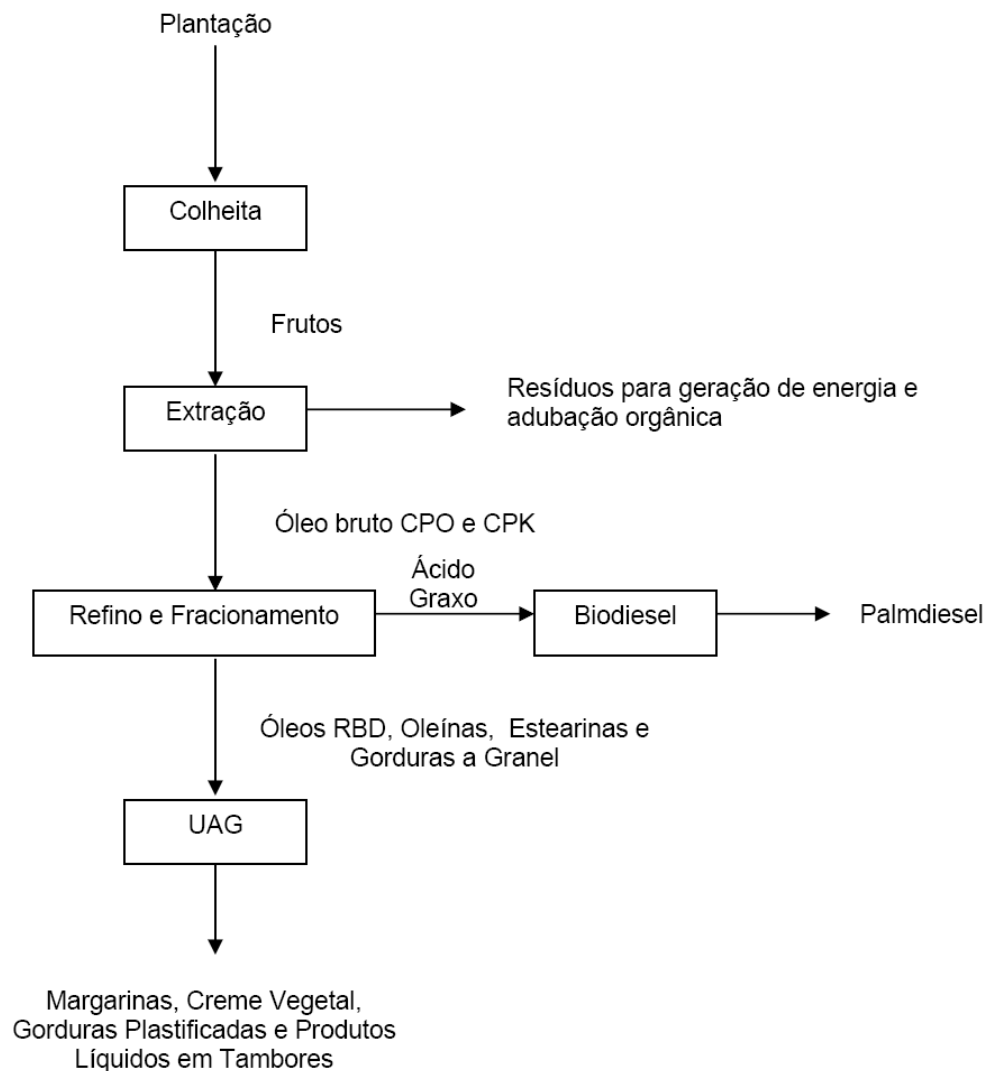 Plantação
Colheita
Frutos
Extração
Resíduos para geração de energia e
adubação orgânica
Óleo bruto CPO e CPK
Ácido
Graxo
Refino e Fracionamento
Biodiesel
Palmdiesel
Óleos RBD, Oleínas, Estearinas e
Gorduras a Granel
UAG
Margarinas, Creme Vegetal,
Gorduras Plastificadas e Produtos
Líquidos em Tambores